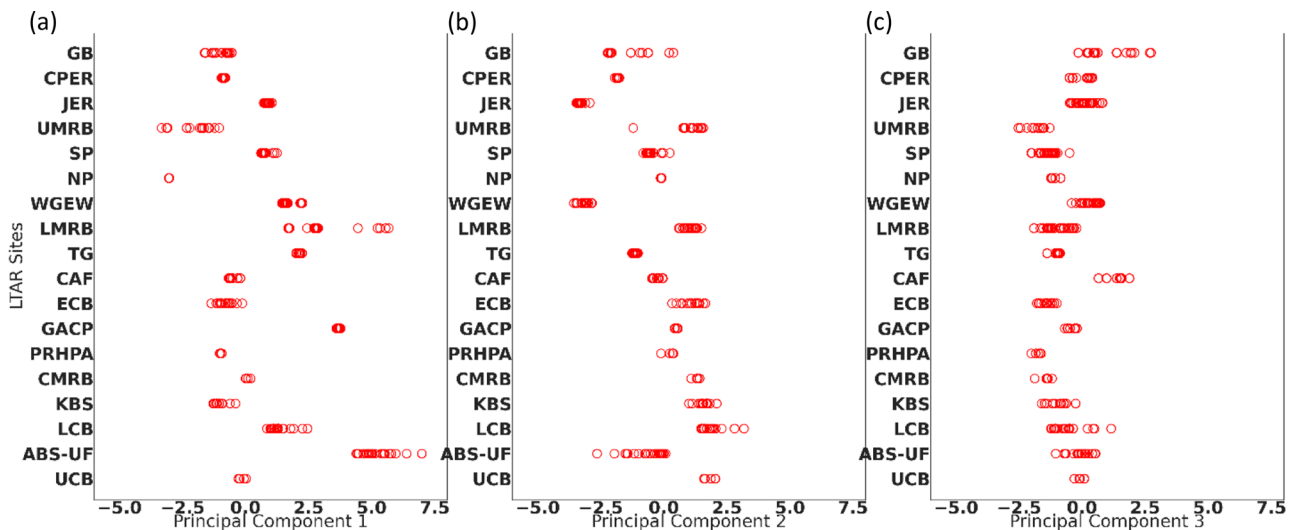 (a)
(b)
(c)
LTAR Sites
GB
CPER
JER
UMRB
SP
NP
WGEW
LMRB
TG
CAF
ECB
GACP
PRHPA
CMRB
KBS
LCB
ABS-UF
UCB
−5.0 −2.5 0.0 2.5 5.0 7.5
Principal Component 1
GB
CPER
JER
UMRB
SP
NP
WGEW
LMRB
TG
CAF
ECB
GACP
PRHPA
CMRB
KBS
LCB
ABS-UF
UCB
−5.0 −2.5 0.0 2.5 5.0 7.5
Principal Component 2
GB
CPER
JER
UMRB
SP
NP
WGEW
LMRB
TG
CAF
ECB
GACP
PRHPA
CMRB
KBS
LCB
ABS-UF
UCB
−5.0 −2.5 0.0 2.5 5.0 7.5
Principal Component 3